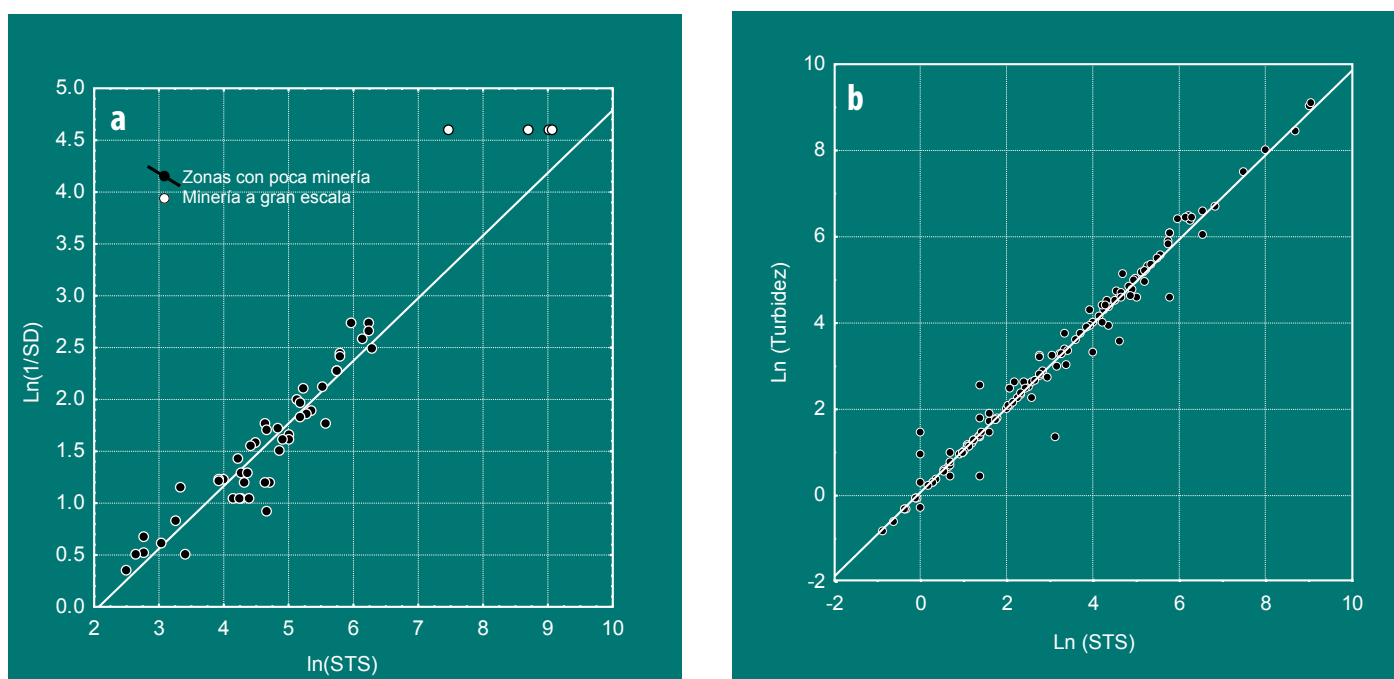 a
5.0
4.5
4.0
3.5
3.0
2.5
2.0
1.5
1.0
0.5
0.0
Ln(1/SD)
Zonas con poca minería
Minería a gran escala
2 3 4 5 6 7 8 9 10
ln(STS)
b
10
8
6
4
2
0
-2
Ln (Turbidez)
-2 0 2 4 6 8 10
Ln (STS)